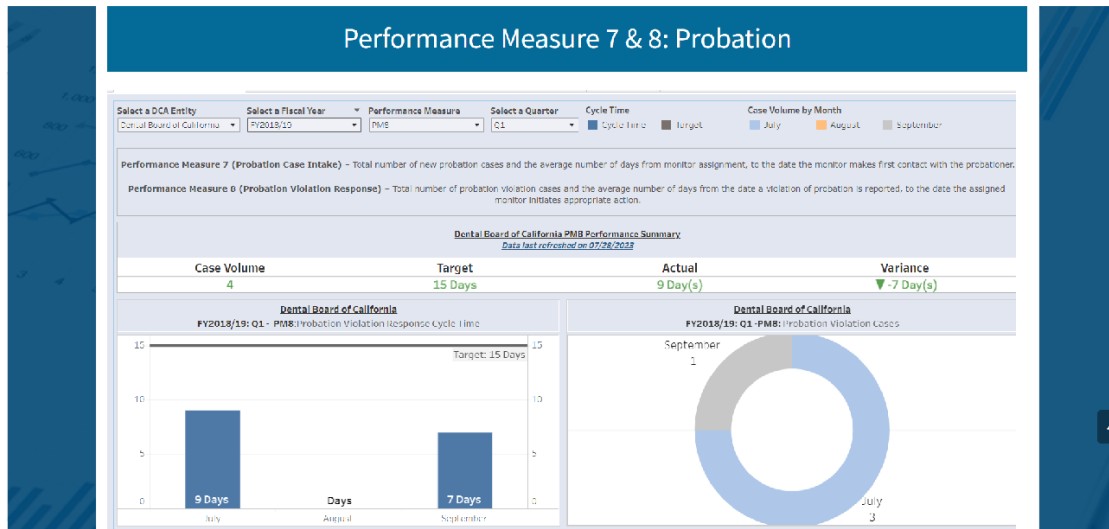 Performance Measure 7 & 8: Probation
Select a DCA Entity
Select a Fiscal Year
Performance Measure
Select a Quarter
Cycle Time
Case Volume by Month
Dental Board of California
FY2018/19
PM8
Q1
Cycle Time
Target
July
August
September
Performance Measure 7 (Probation Case Intake) – Total number of new probation cases and the average number of days from monitor assignment, to the date the monitor makes first contact with the probationer.
Performance Measure 8 (Probation Violation Response) – Total number of probation violation cases and the average number of days from the date a violation of probation is reported, to the date the assigned
monitor initiates appropriate action.
Dental Board of California PM8 Performance Summary
Data last refreshed on 07/28/2023
Case Volume
Target
Actual
Variance
4
15 Days
9 Day(s)
▼ -7 Day(s)
Dental Board of California
FY2018/19: Q1 - PM8:Probation Violation Response Cycle Time
15
15
Target: 15 Days
10
10
5
5
0
9 Days
Days
7 Days
0
July
August
September
Dental Board of California
FY2018/19: Q1 -PM8: Probation Violation Cases
September
1
July
3